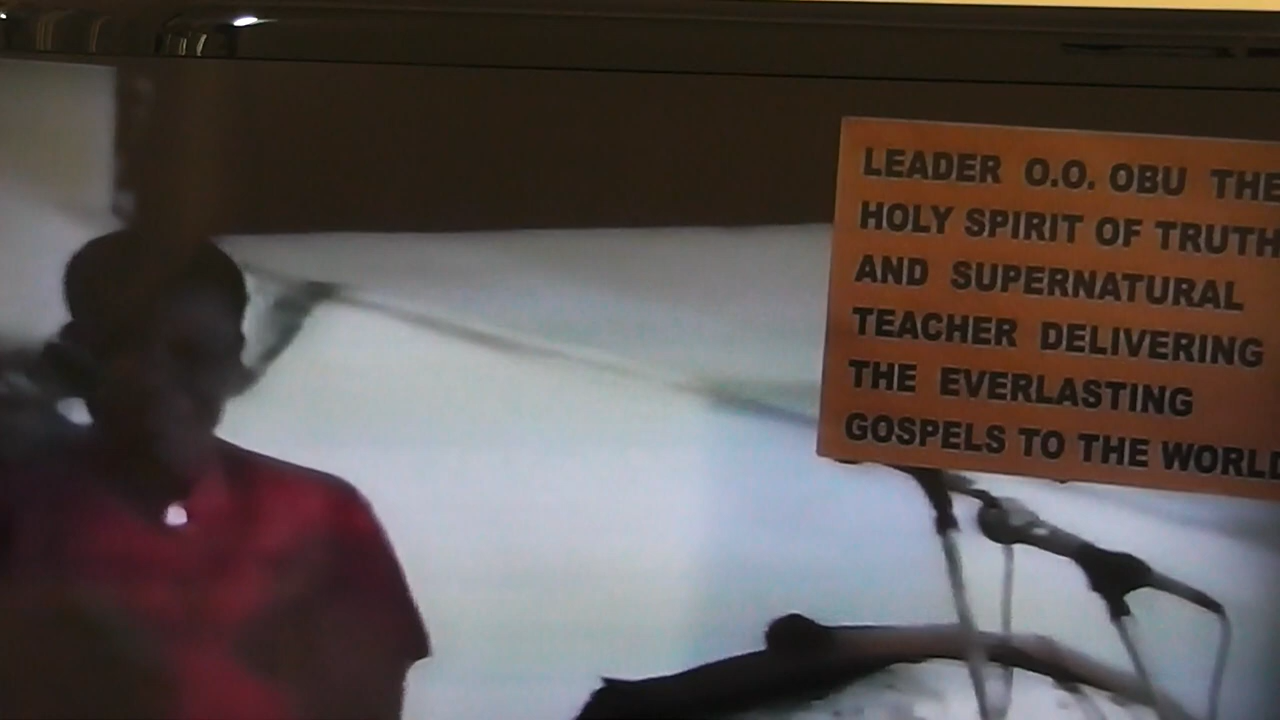 LEADER O.O. OBU THE
HOLY SPIRIT OF TRUTH
AND SUPERNATURAL
TEACHER DELIVERING
THE EVERLASTING
GOSPELS TO THE WORLD